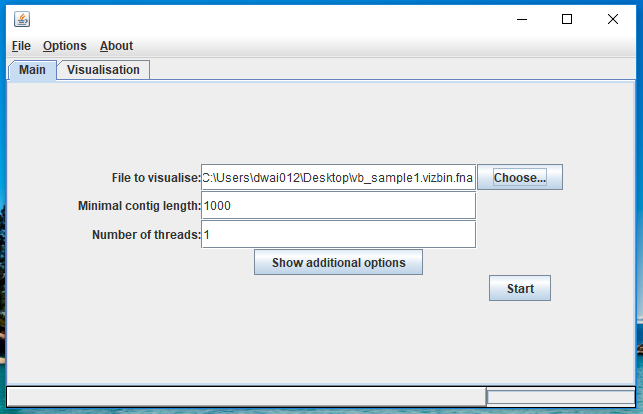 File Options About
Main Visualisation
File to visualise: C:\Users\dwai012\Desktop\vb_sample1.vizbin.fna Choose...
Minimal contig length: 1000
Number of threads: 1
Show additional options
Start